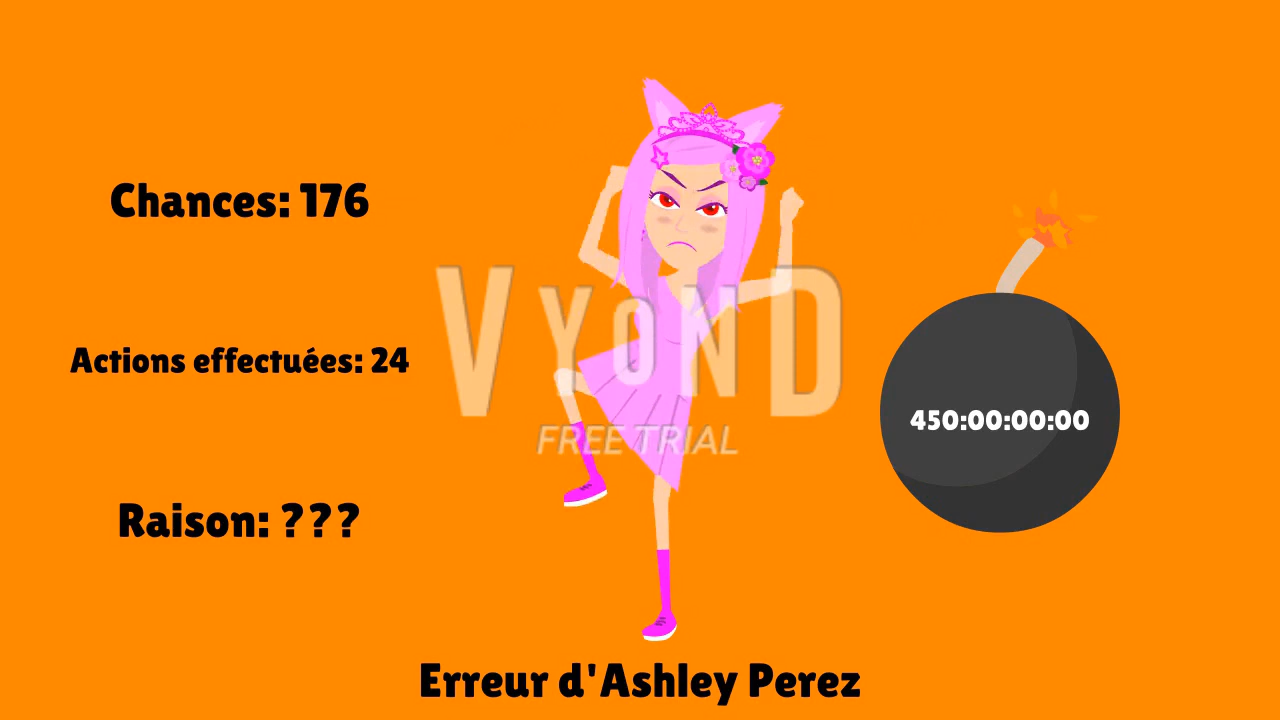 Chances: 176
Actions effectuées: 24
Raison: ???
VYOND
FREE TRIAL
450:00:00:00
Erreur d'Ashley Perez